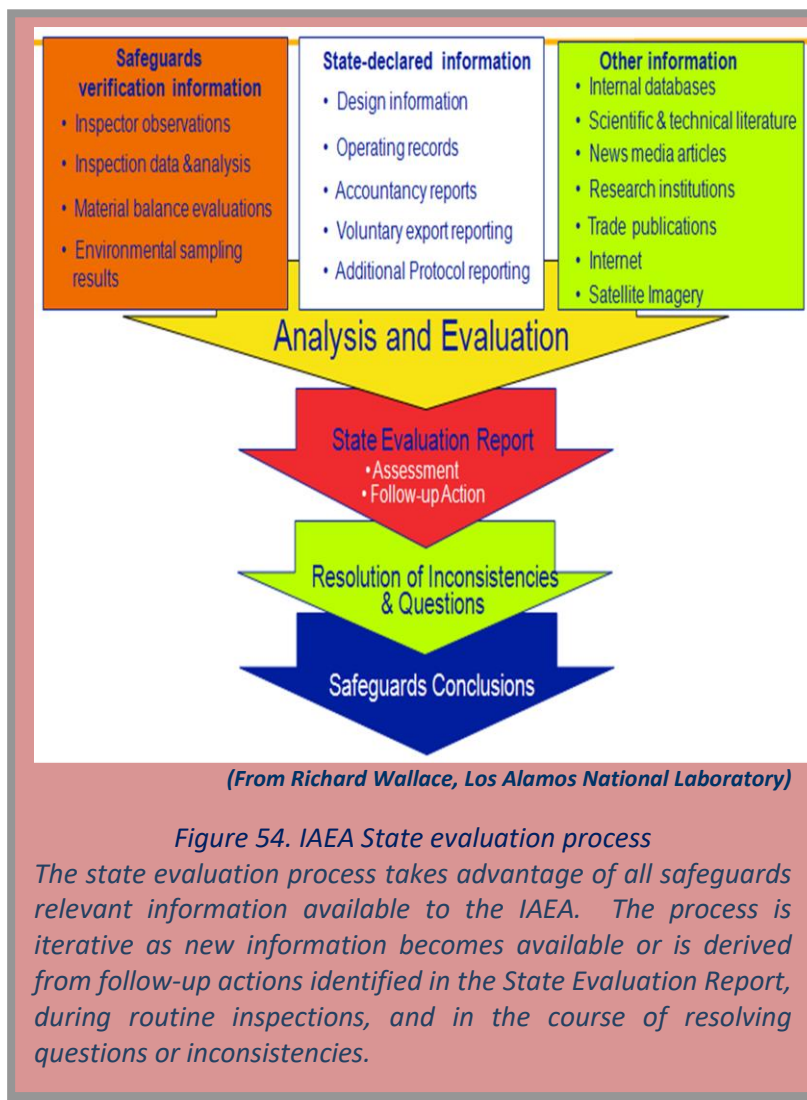 Safeguards
verification information
• Inspector observations
• Inspection data &analysis
• Material balance evaluations
• Environmental sampling
results
State-declared information
• Design information
• Operating records
• Accountancy reports
• Voluntary export reporting
• Additional Protocol reporting
Other information
• Internal databases
• Scientific & technical literature
• News media articles
• Research institutions
• Trade publications
• Internet
• Satellite Imagery
Analysis and Evaluation
State Evaluation Report
• Assessment
• Follow-up Action
Resolution of Inconsistencies
& Questions
Safeguards Conclusions
(From Richard Wallace, Los Alamos National Laboratory)
Figure 54. IAEA State evaluation process
The state evaluation process takes advantage of all safeguards
relevant information available to the IAEA. The process is
iterative as new information becomes available or is derived
from follow-up actions identified in the State Evaluation Report,
during routine inspections, and in the course of resolving
questions or inconsistencies.